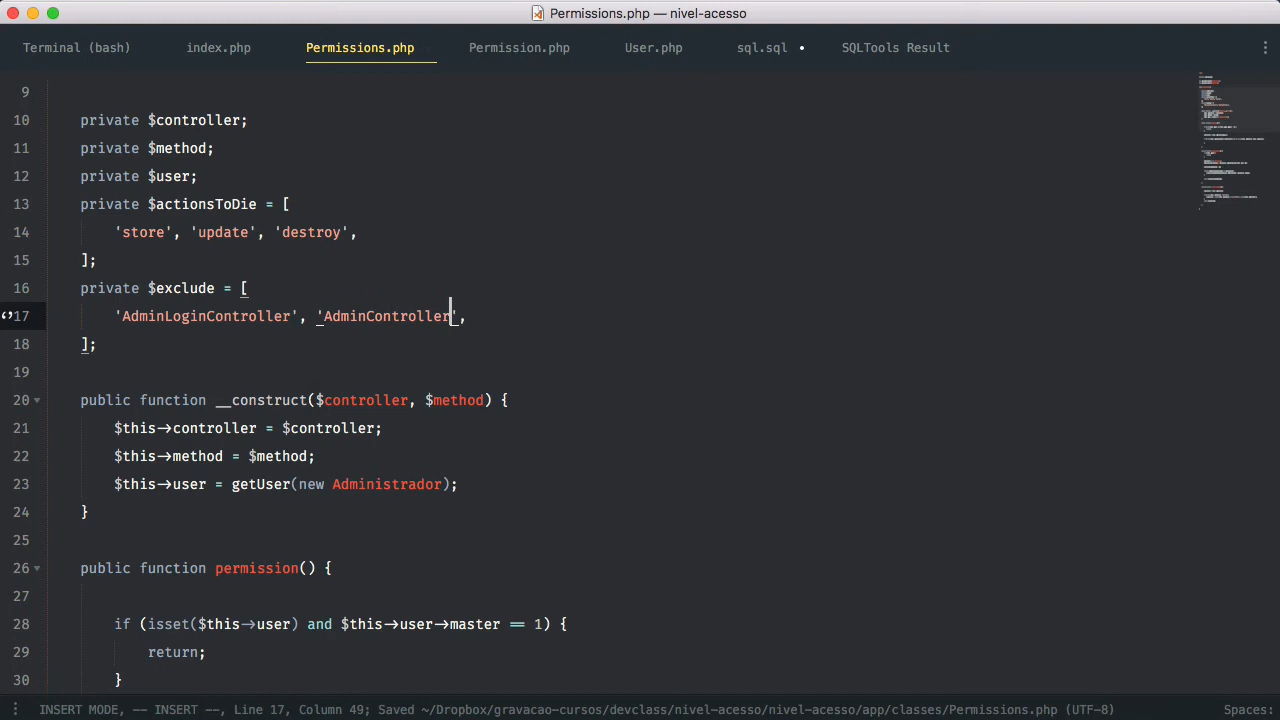 Permissions.php — nivel-acesso
Terminal (bash) index.php Permissions.php Permission.php User.php sql.sql • SQLTools Result
9
10 private $controller;
11 private $method;
12 private $user;
13 private $actionsToDie = [
14 'store', 'update', 'destroy',
15 ];
16 private $exclude = [
17 'AdminLoginController', 'AdminController',
18 ];
19
20 public function __construct($controller, $method) {
21 $this->controller = $controller;
22 $this->method = $method;
23 $this->user = getUser(new Administrador);
24 }
25
26 public function permission() {
27
28 if (isset($this->user) and $this->user->master == 1) {
29 return;
30 }
INSERT MODE, -- INSERT --, Line 17, Column 49; Saved ~/Dropbox/gravacao-cursos/devclass/nivel-acesso/nivel-acesso/app/classes/Permissions.php (UTF-8) Spaces: